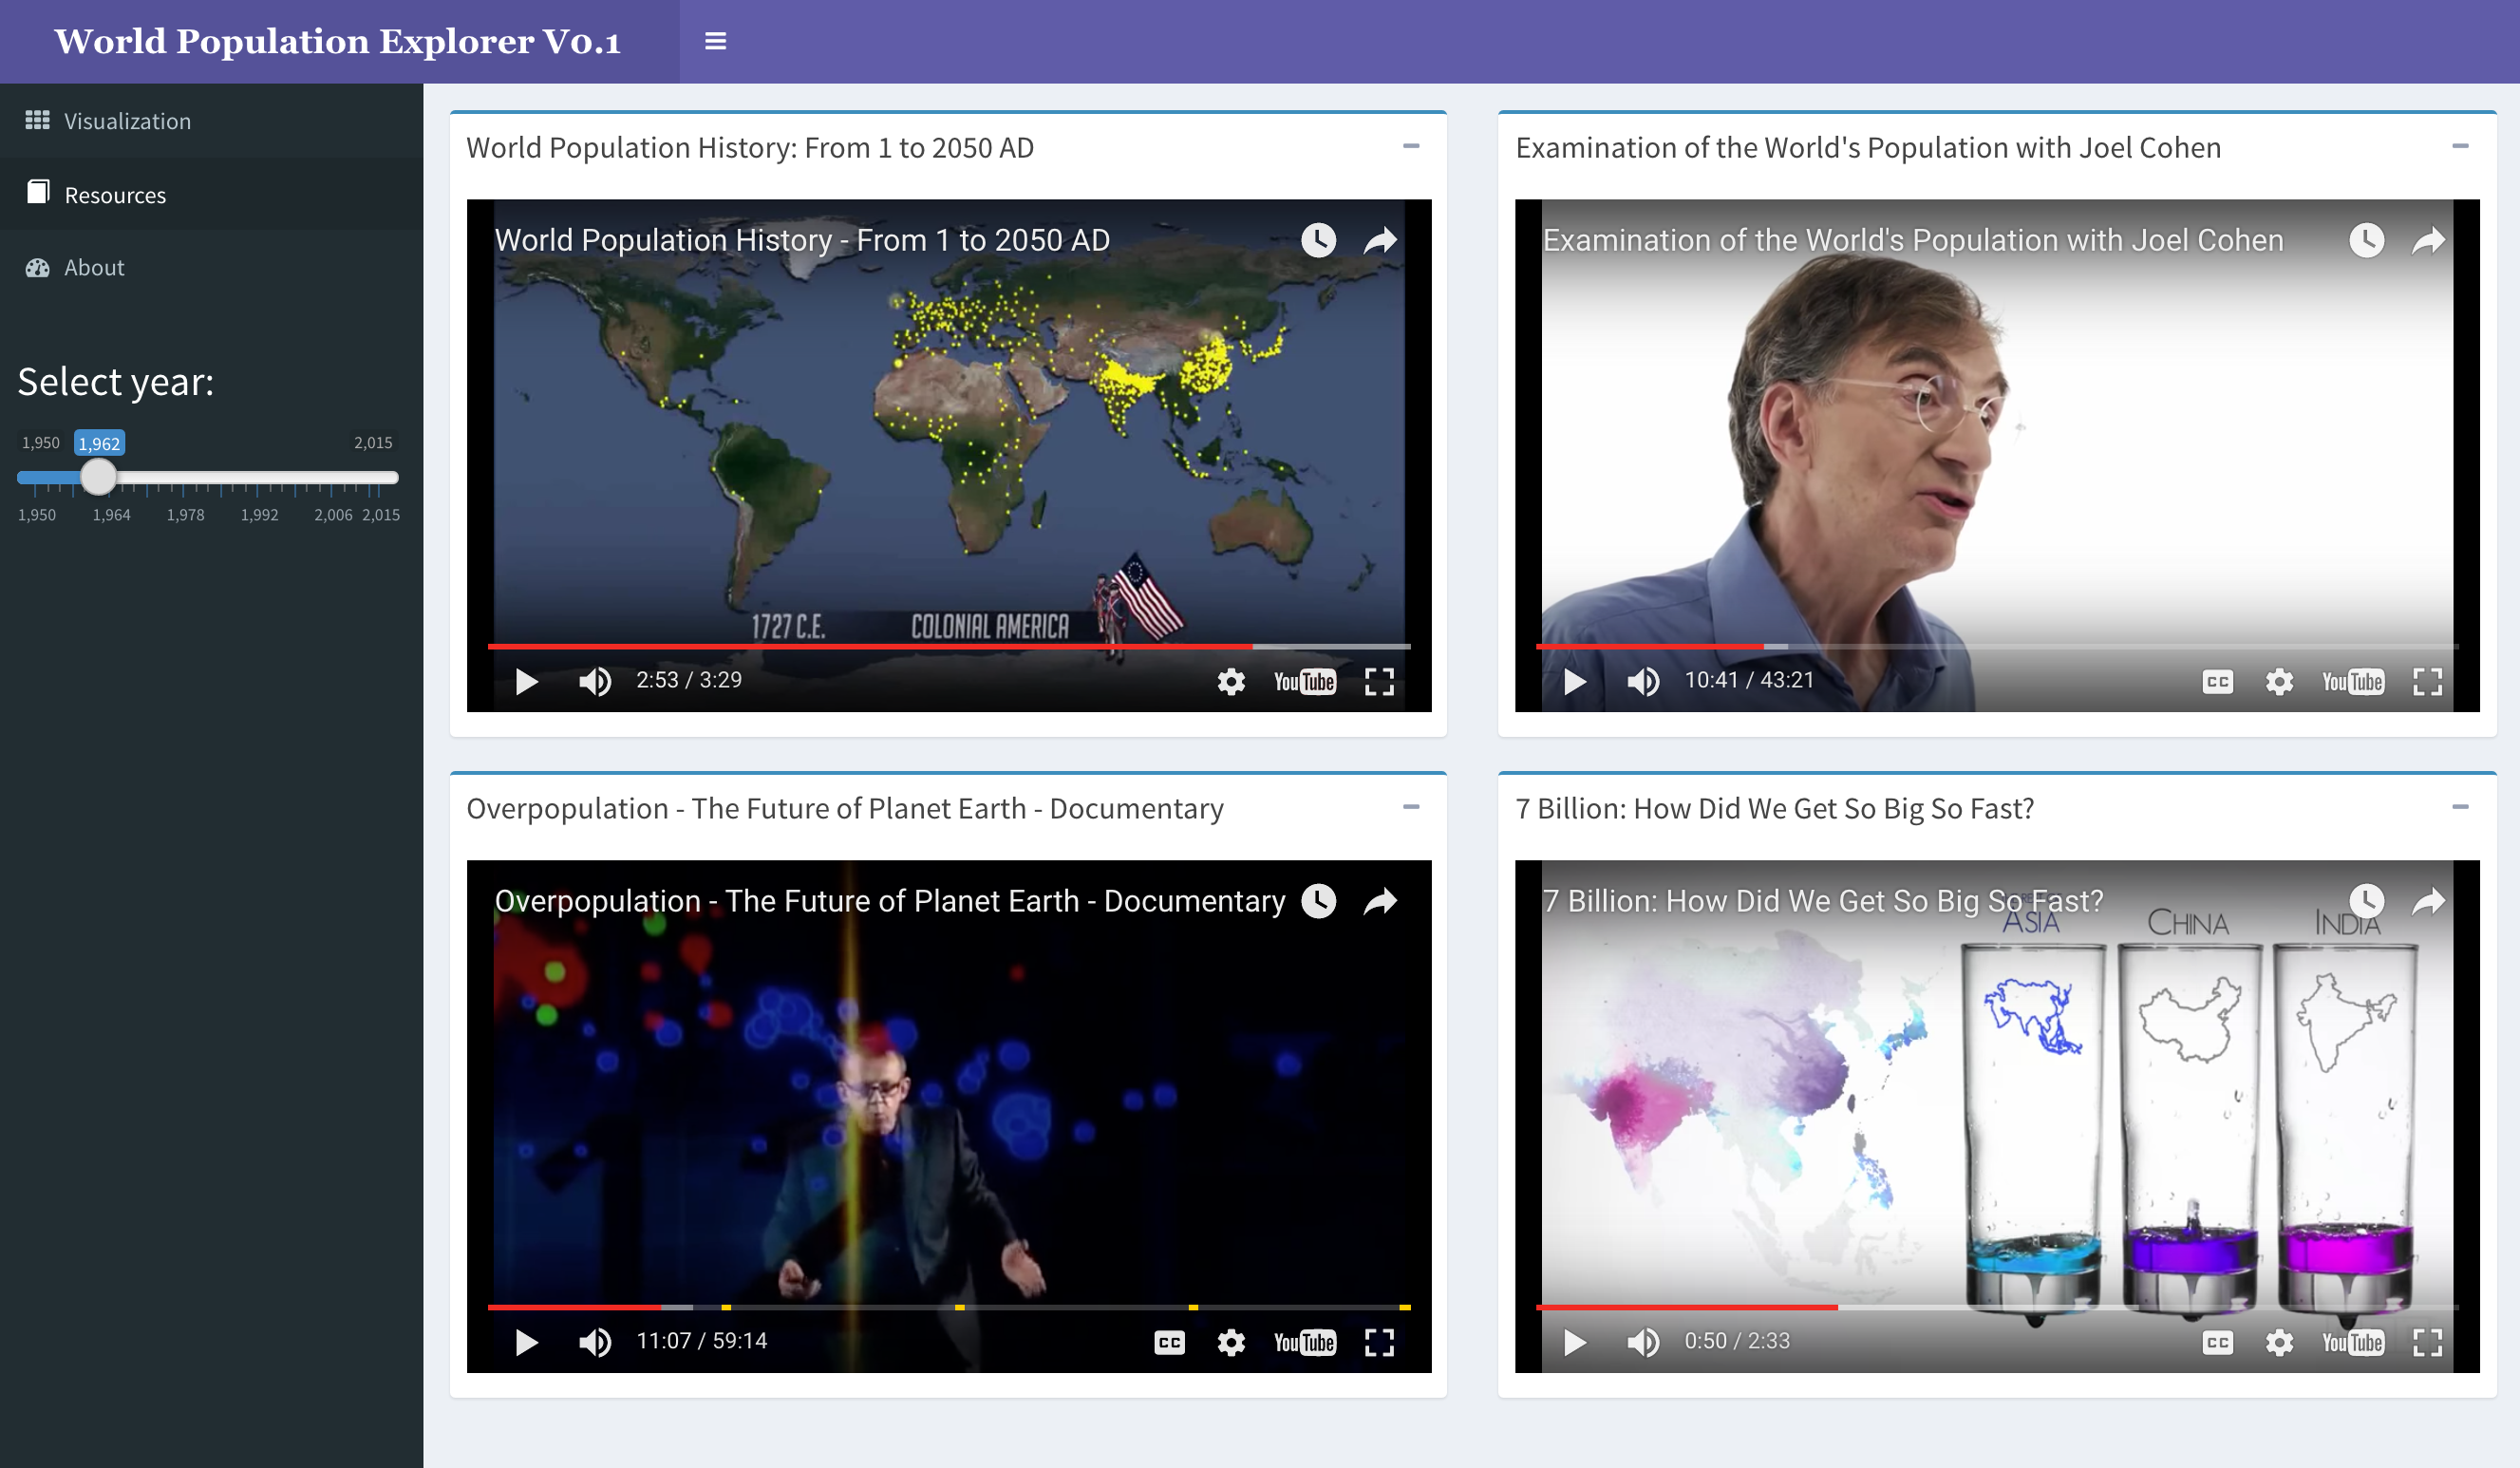 World Population Explorer V0.1
Visualization
Resources
About
Select year:
1,950 1,962 2,015
1,950 1,964 1,978 1,992 2,006 2,015
World Population History: From 1 to 2050 AD
World Population History - From 1 to 2050 AD
1727 C.E. COLONIAL AMERICA
2:53 / 3:29
YouTube
Examination of the World's Population with Joel Cohen
Examination of the World's Population with Joel Cohen
10:41 / 43:21
CC
YouTube
Overpopulation - The Future of Planet Earth - Documentary
Overpopulation - The Future of Planet Earth - Documentary
11:07 / 59:14
CC
YouTube
7 Billion: How Did We Get So Big So Fast?
7 Billion: How Did We Get So Big So Fast?
ASIA CHINA INDIA
0:50 / 2:33
CC
YouTube